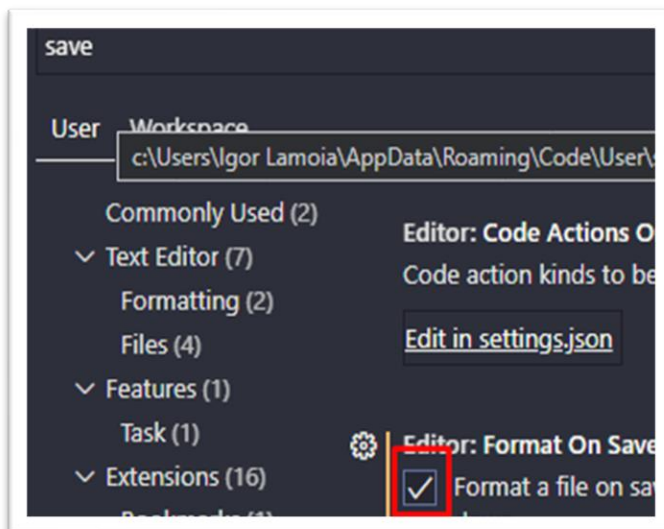 save
User Workspace
c:\Users\Igor Lamoia\AppData\Roaming\Code\User\
Commonly Used (2)
Text Editor (7)
Formatting (2)
Files (4)
Features (1)
Task (1)
Extensions (16)
Editor: Code Actions O
Code action kinds to be
Edit in settings.json
Editor: Format On Save
Format a file on sa